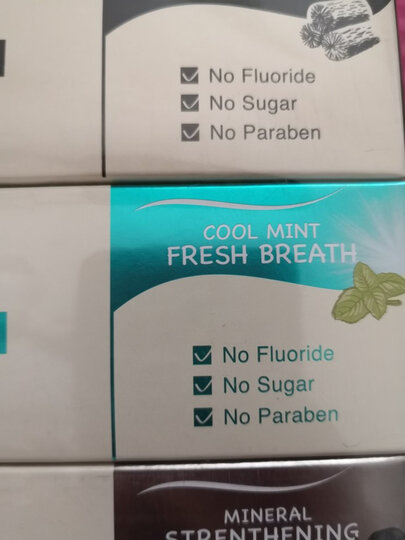 No Fluoride
No Sugar
No Paraben
COOL MINT
FRESH BREATH
No Fluoride
No Sugar
No Paraben
MINERAL
STRENTHENING